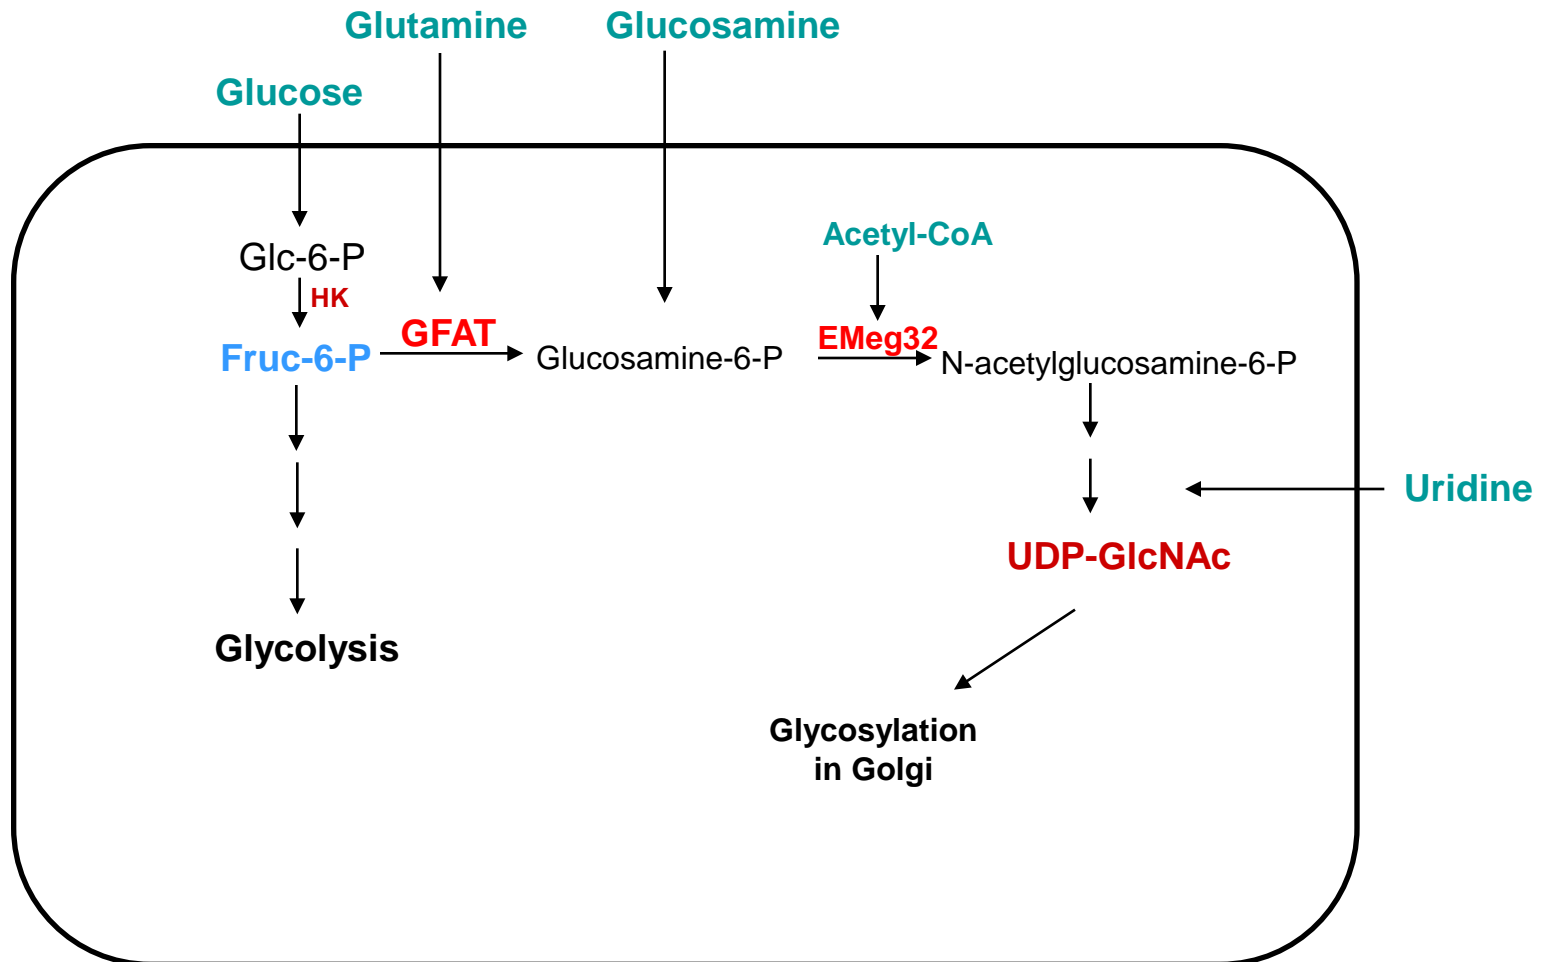 Glutamine
Glucosamine
Glucose
Acetyl-CoA
Glc-6-P
HK
GFAT
EMeg32
Fruc-6-P
Glucosamine-6-P
N-acetylglucosamine-6-P
Uridine
UDP-GlcNAc
Glycolysis
Glycosylation
in Golgi